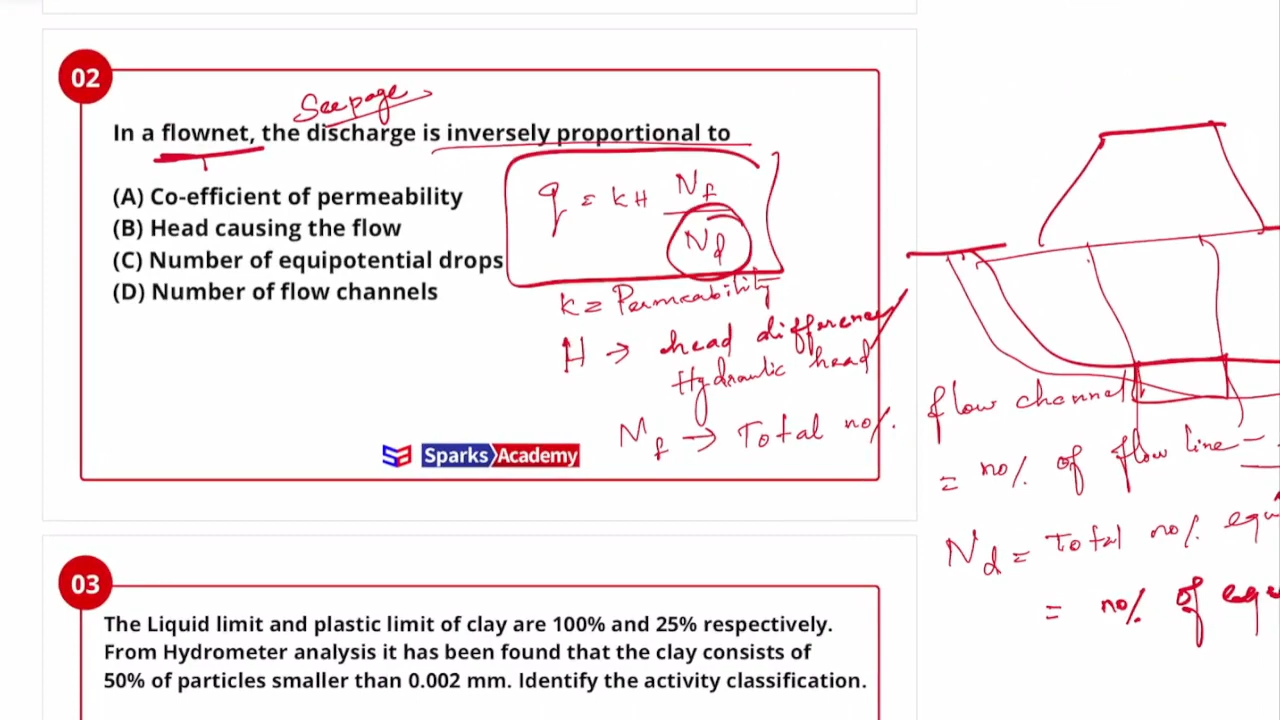 02
Seepage
In a flownet, the discharge is inversely proportional to
(A) Co-efficient of permeability
(B) Head causing the flow
(C) Number of equipotential drops
(D) Number of flow channels
q = kH Nf
Nd
k = Permeability
H → head difference
Hydraulic head
Nf → Total no/. flow channel
= no/. of flow line -
Nd = Total no/.
= no/. of
Sparks Academy
03
The Liquid limit and plastic limit of clay are 100% and 25% respectively.
From Hydrometer analysis it has been found that the clay consists of
50% of particles smaller than 0.002 mm. Identify the activity classification.